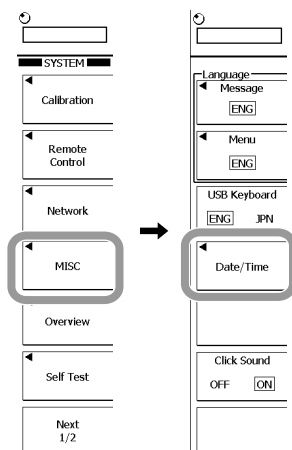 SYSTEM
Calibration
Remote
Control
Network
MISC
Overview
Self Test
Next
1/2
Language
Message
ENG
Menu
ENG
USB Keyboard
ENG JPN
Date/Time
Click Sound
OFF ON